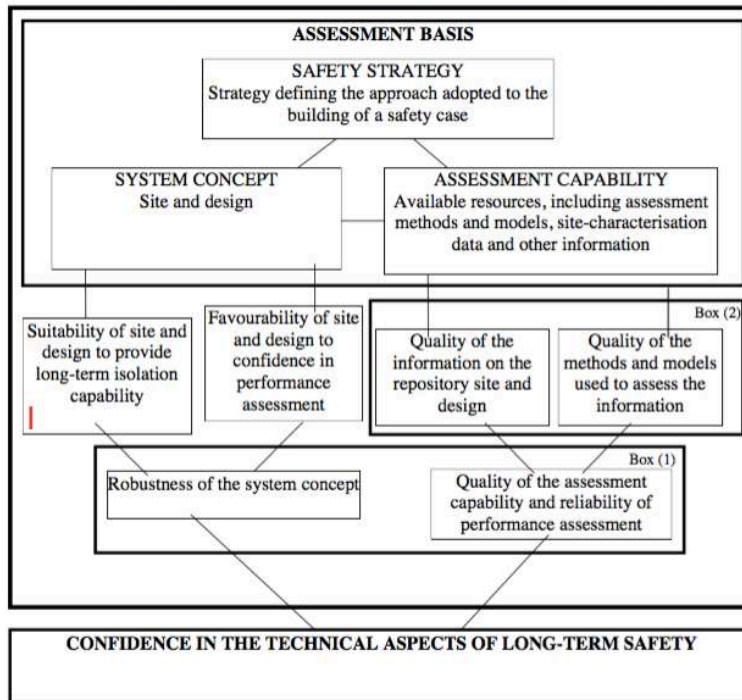 ASSESSMENT BASIS
SAFETY STRATEGY
Strategy defining the approach adopted to the
building of a safety case
SYSTEM CONCEPT
Site and design
ASSESSMENT CAPABILITY
Available resources, including assessment
methods and models, site-characterisation
data and other information
Suitability of site and
design to provide
long-term isolation
capability
Favourability of site
and design to
confidence in
performance
assessment
Box (2)
Quality of the
information on the
repository site and
design
Quality of the
methods and models
used to assess the
information
Box (1)
Robustness of the system concept
Quality of the assessment
capability and reliability of
performance assessment
CONFIDENCE IN THE TECHNICAL ASPECTS OF LONG-TERM SAFETY